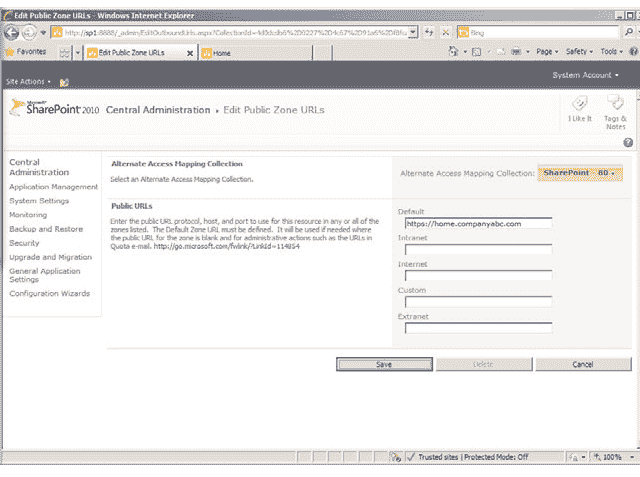 Edit Public Zone URLs - Windows Internet Explorer
Bing
Favorites
Edit Public Zone URLs
Home
Page
Safety
Tools
Site Actions
System Account
Microsoft
SharePoint 2010 Central Administration ▸ Edit Public Zone URLs
I Like It
Tags & Notes
Central Administration
Application Management
System Settings
Monitoring
Backup and Restore
Security
Upgrade and Migration
General Application Settings
Configuration Wizards
Alternate Access Mapping Collection
Select an Alternate Access Mapping Collection.
Alternate Access Mapping Collection: SharePoint - 80
Public URLs
Enter the public URL protocol, host, and port to use for this resource in any or all of the
zones listed. The Default Zone URL must be defined. It will be used if needed where
the public URL for the zone is blank and for administrative actions such as the URLs in
Quota e-mail. http://go.microsoft.com/fwlink/?LinkId=114854
Default
https://home.companyabc.com
Intranet
Internet
Custom
Extranet
Save
Delete
Cancel
Trusted sites | Protected Mode: Off
100%